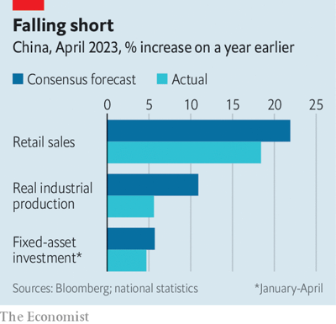 Falling short
China, April 2023, % increase on a year earlier
Consensus forecast Actual
0 5 10 15 20 25
Retail sales
Real industrial
production
Fixed-asset
investment*
Sources: Bloomberg; national statistics *January-April
The Economist